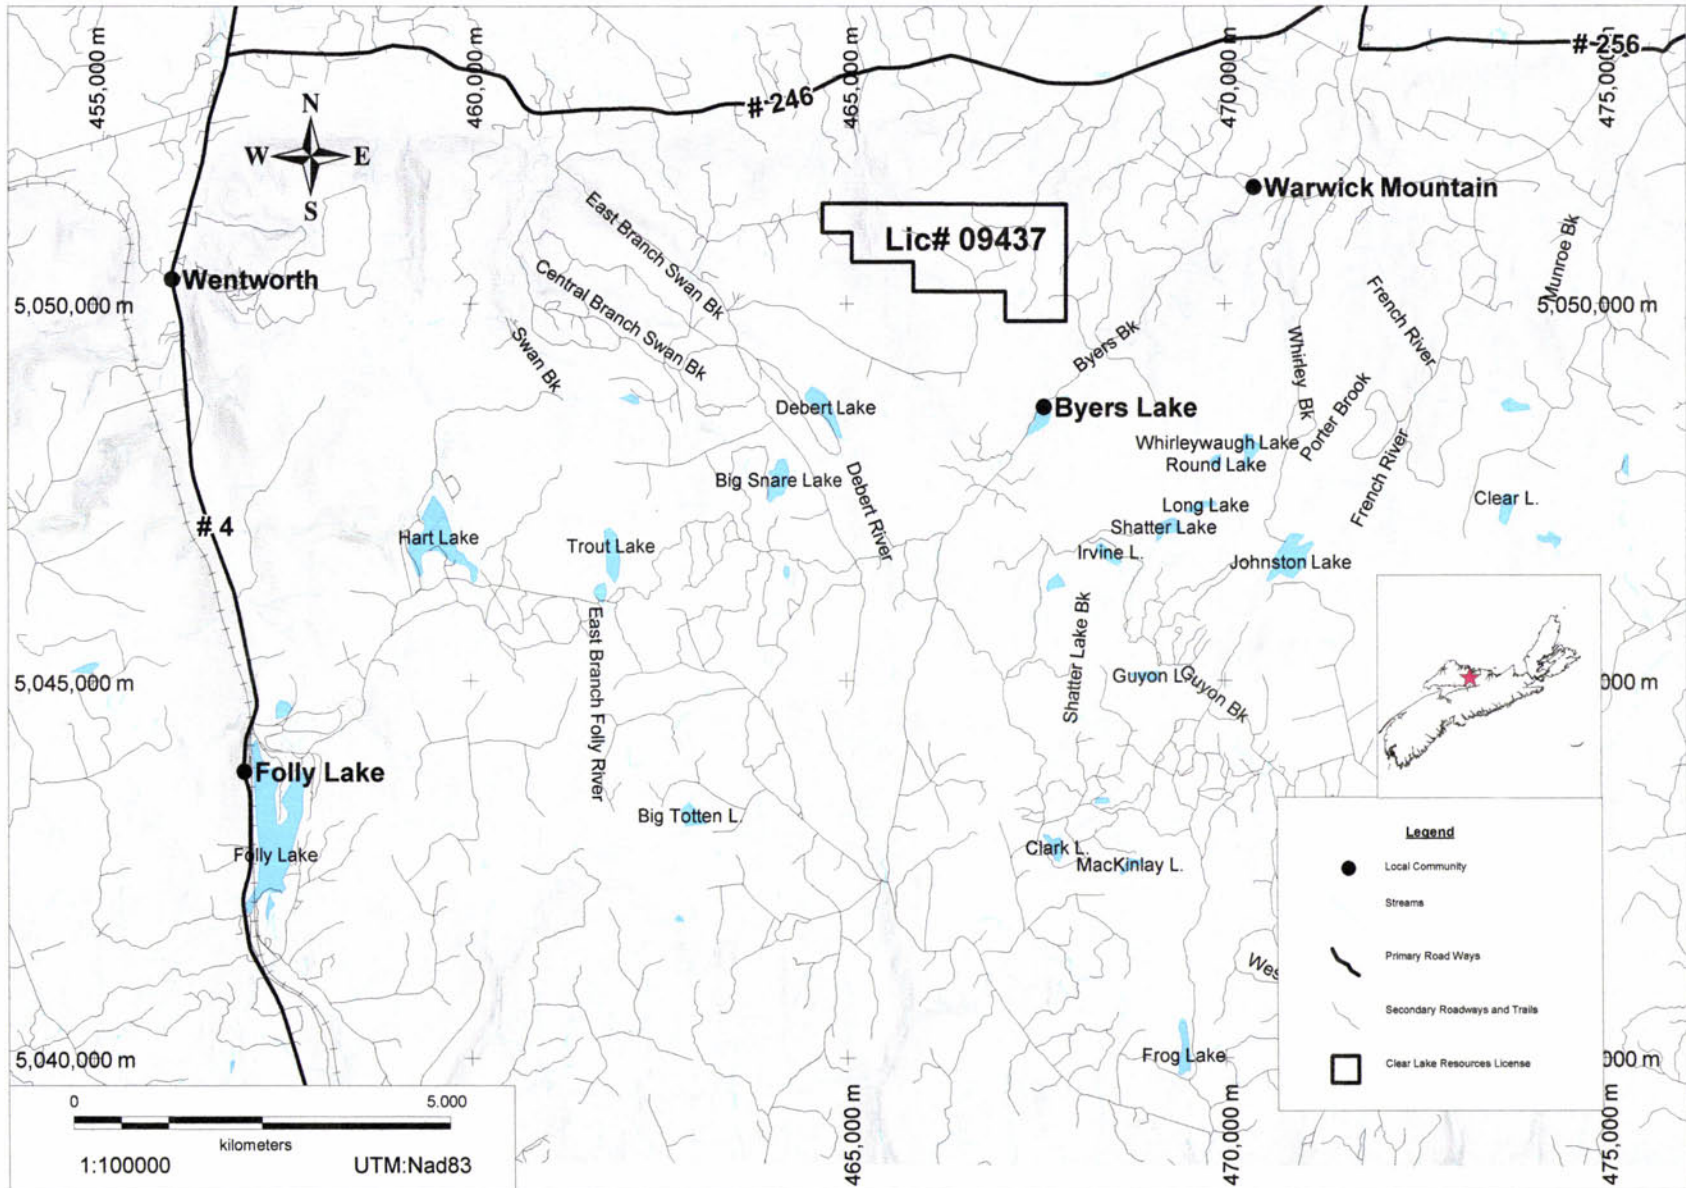 455,000 m
460,000 m
465,000 m
470,000 m
475,000 m
# 256
# 246
N
W
E
S
Warwick Mountain
East Branch Swan Bk
Lic# 09437
Munroe Bk
Wentworth
Central Branch Swan Bk
French River
5,050,000 m
5,050,000 m
Swan Bk
Byers Bk
Whirley Bk
Debert Lake
Byers Lake
Porter Brook
Whirleywaugh Lake
Round Lake
Big Snare Lake
Debert River
French River
Clear L.
Long Lake
# 4
Hart Lake
Trout Lake
Shatter Lake
Irvine L.
Johnston Lake
East Branch Folly River
Shatter Lake Bk
5,045,000 m
Guyon L.
Guyon Bk
000 m
Folly Lake
Big Totten L.
Folly Lake
Clark L.
MacKinlay L.
Legend
Local Community
Streams
Wes
Primary Road Ways
Secondary Roadways and Trails
5,040,000 m
Frog Lake
000 m
Clear Lake Resources License
0
5.000
kilometers
1:100000
UTM:Nad83
465,000 m
470,000 m
475,000 m